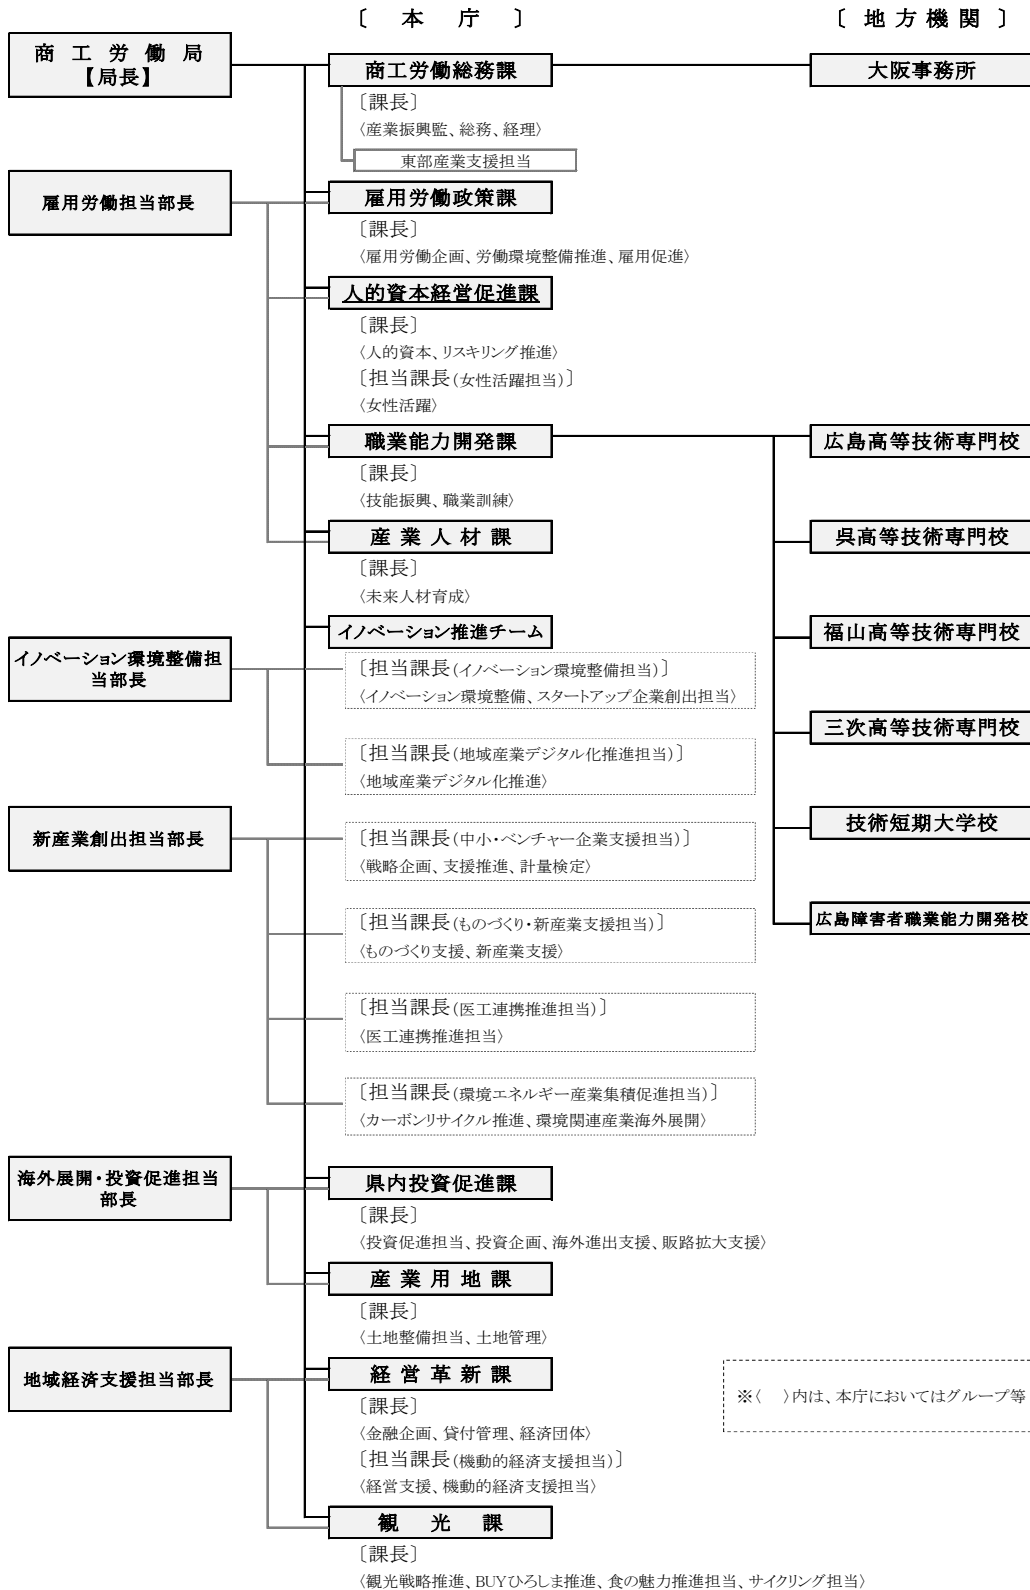 〔 本 庁 〕
〔 地 方 機 関 〕
商 工 労 働 局
【局長】
商工労働総務課
大阪事務所
〔課長〕
〈産業振興監、総務、経理〉
東部産業支援担当
雇用労働担当部長
雇用労働政策課
〔課長〕
〈雇用労働企画、労働環境整備推進、雇用促進〉
人的資本経営促進課
〔課長〕
〈人的資本、リスキリング推進〉
〔担当課長(女性活躍担当)〕
〈女性活躍〉
職業能力開発課
広島高等技術専門校
〔課長〕
〈技能振興、職業訓練〉
産 業 人 材 課
呉高等技術専門校
〔課長〕
〈未来人材育成〉
イノベーション推進チーム
福山高等技術専門校
イノベーション環境整備担
当部長
〔担当課長(イノベーション環境整備担当)〕
〈イノベーション環境整備、スタートアップ企業創出担当〉
三次高等技術専門校
〔担当課長(地域産業デジタル化推進担当)〕
〈地域産業デジタル化推進〉
新産業創出担当部長
技術短期大学校
〔担当課長(中小・ベンチャー企業支援担当)〕
〈戦略企画、支援推進、計量検定〉
〔担当課長(ものづくり・新産業支援担当)〕
〈ものづくり支援、新産業支援〉
広島障害者職業能力開発校
〔担当課長(医工連携推進担当)〕
〈医工連携推進担当〉
〔担当課長(環境エネルギー産業集積促進担当)〕
〈カーボンリサイクル推進、環境関連産業海外展開〉
海外展開・投資促進担当
部長
県内投資促進課
〔課長〕
〈投資促進担当、投資企画、海外進出支援、販路拡大支援〉
産 業 用 地 課
〔課長〕
〈土地整備担当、土地管理〉
地域経済支援担当部長
経 営 革 新 課
※〈 〉内は、本庁においてはグループ等
〔課長〕
〈金融企画、貸付管理、経済団体〉
〔担当課長(機動的経済支援担当)〕
〈経営支援、機動的経済支援担当〉
観 光 課
〔課長〕
〈観光戦略推進、BUYひろしま推進、食の魅力推進担当、サイクリング担当〉